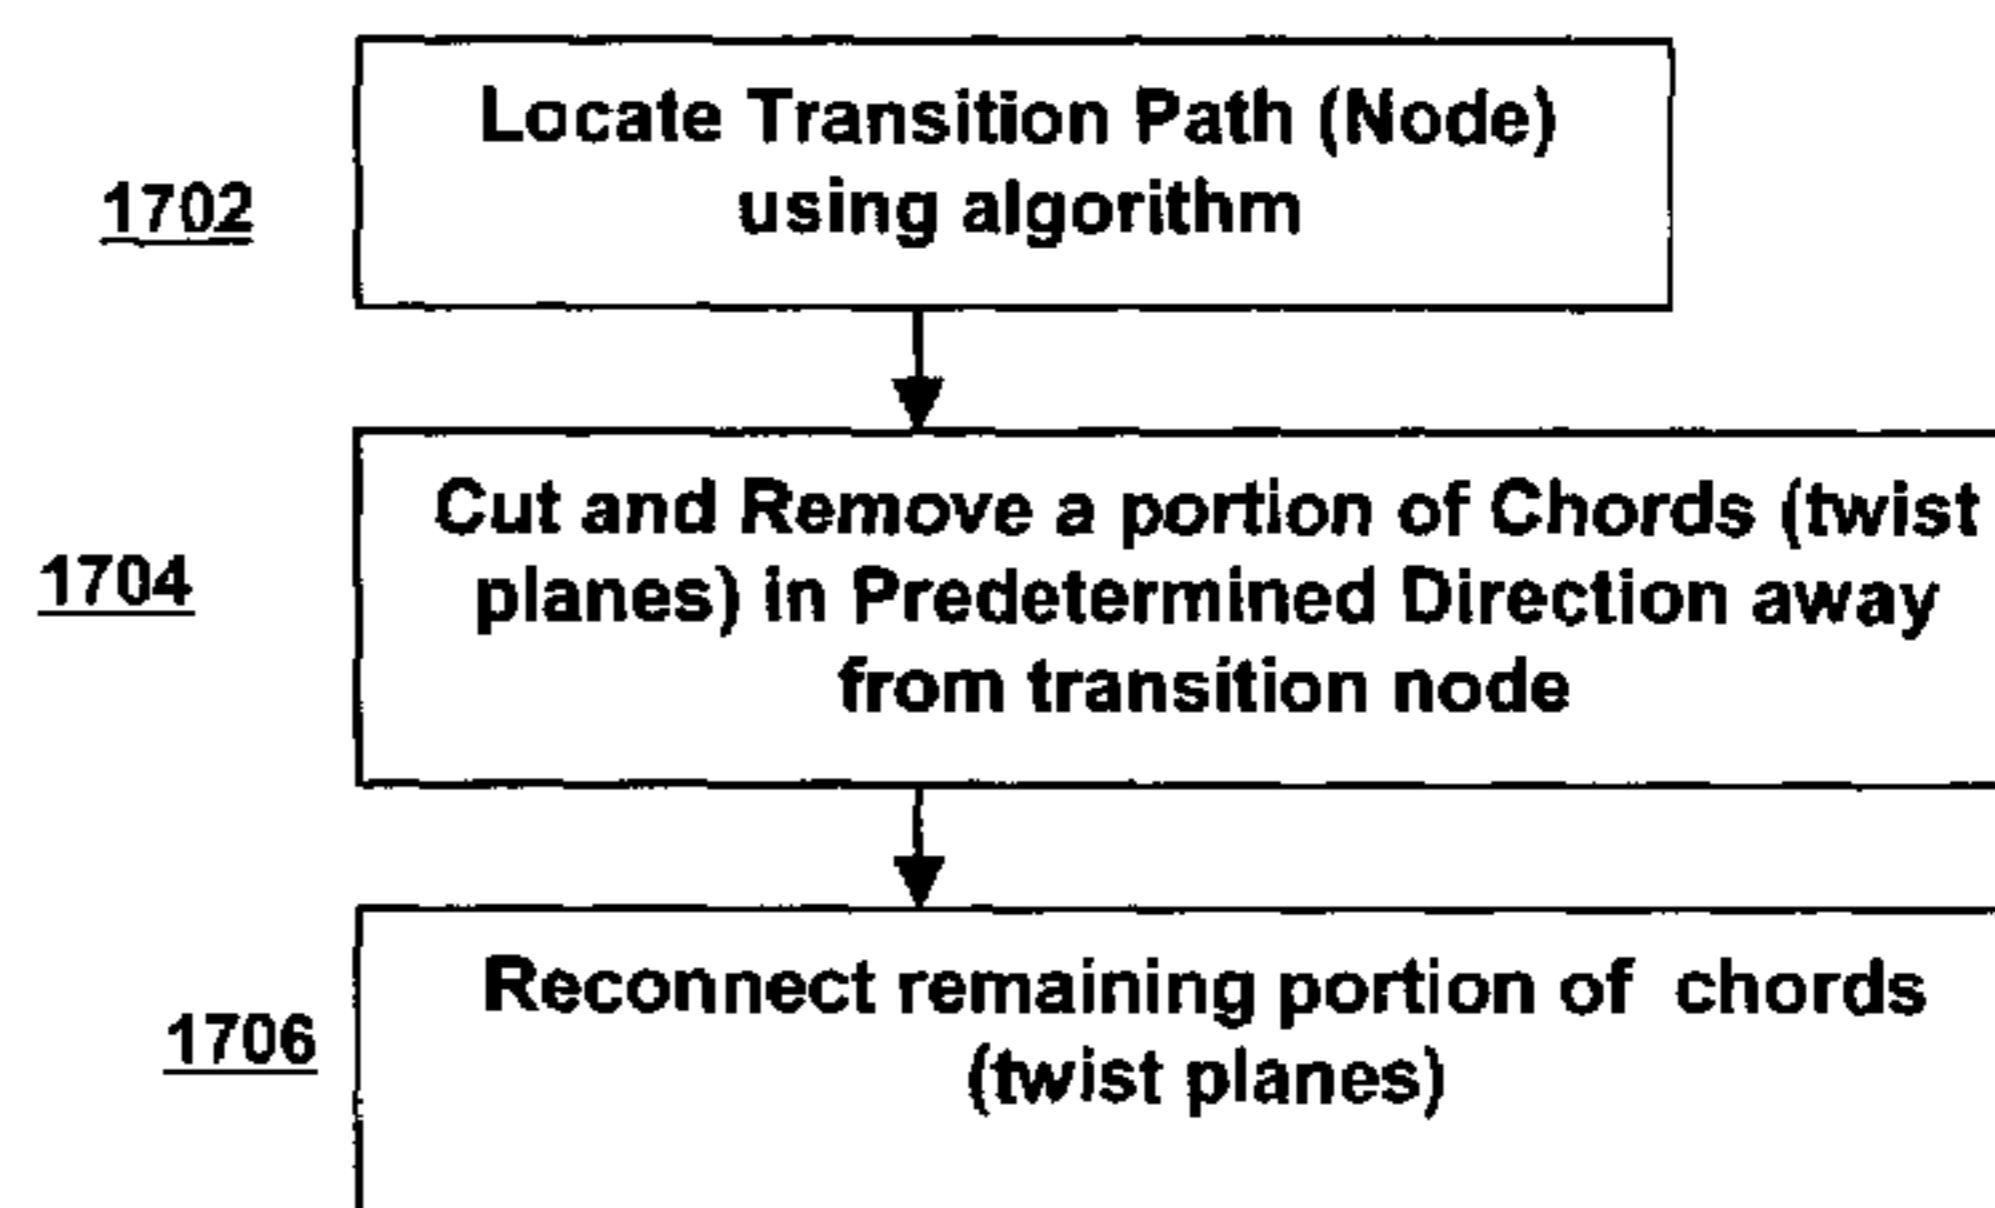 Locate Transition Path (Node)
using algorithm
1702
Cut and Remove a portion of Chords (twist
planes) in Predetermined Direction away
from transition node
1704
Reconnect remaining portion of chords
(twist planes)
1706